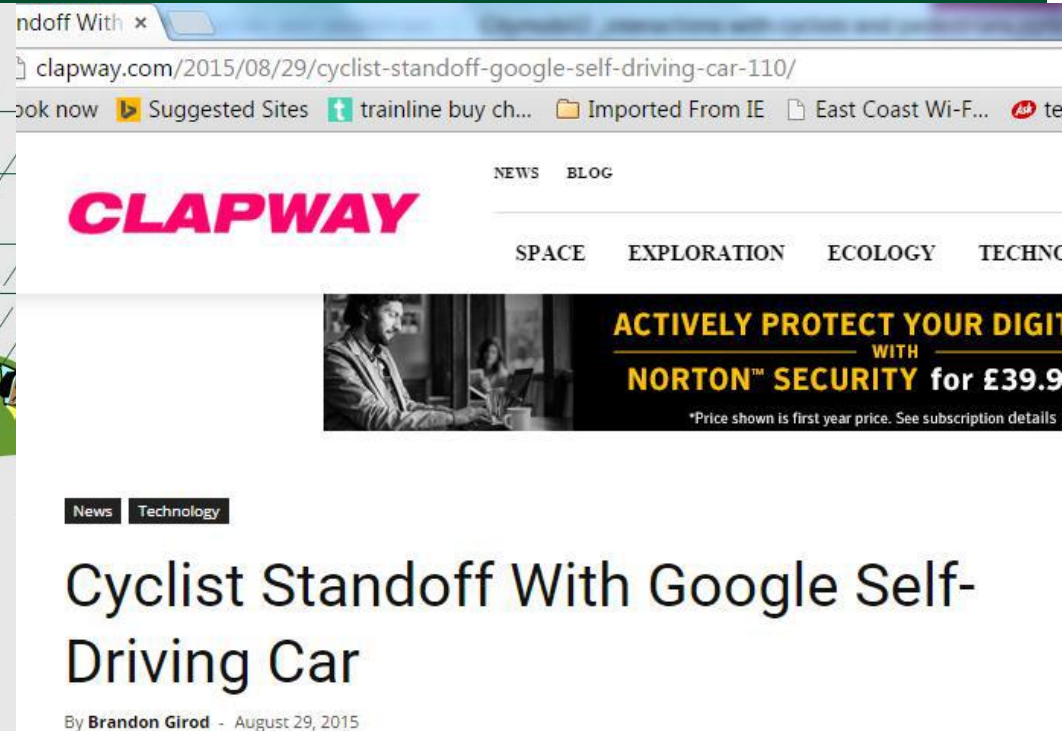 ndoff With ×
clapway.com/2015/08/29/cyclist-standoff-google-self-driving-car-110/
ook now Suggested Sites trainline buy ch... Imported From IE East Coast Wi-F... Ask te
CLAPWAY
NEWS BLOG
SPACE EXPLORATION ECOLOGY TECHNO
ACTIVELY PROTECT YOUR DIGIT
WITH
NORTON™ SECURITY for £39.9
*Price shown is first year price. See subscription details
News Technology
Cyclist Standoff With Google Self-
Driving Car
By Brandon Girod - August 29, 2015